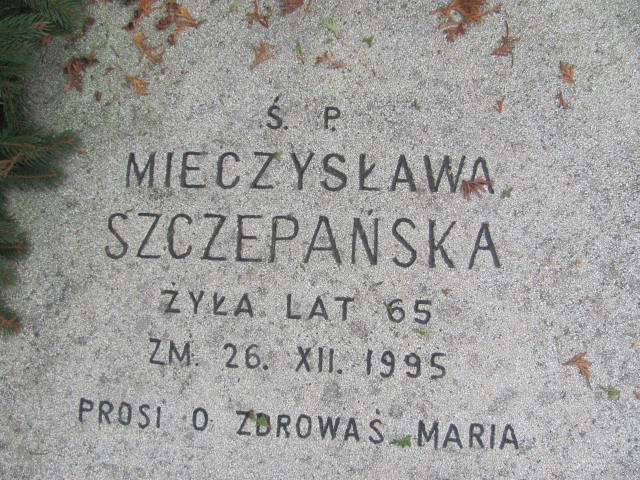 Ś. P.
MIECZYSŁAWA
SZCZEPAŃSKA
ŻYŁA LAT 65
ZM. 26. XII. 1995
PROSI O ZDROWAŚ MARIA